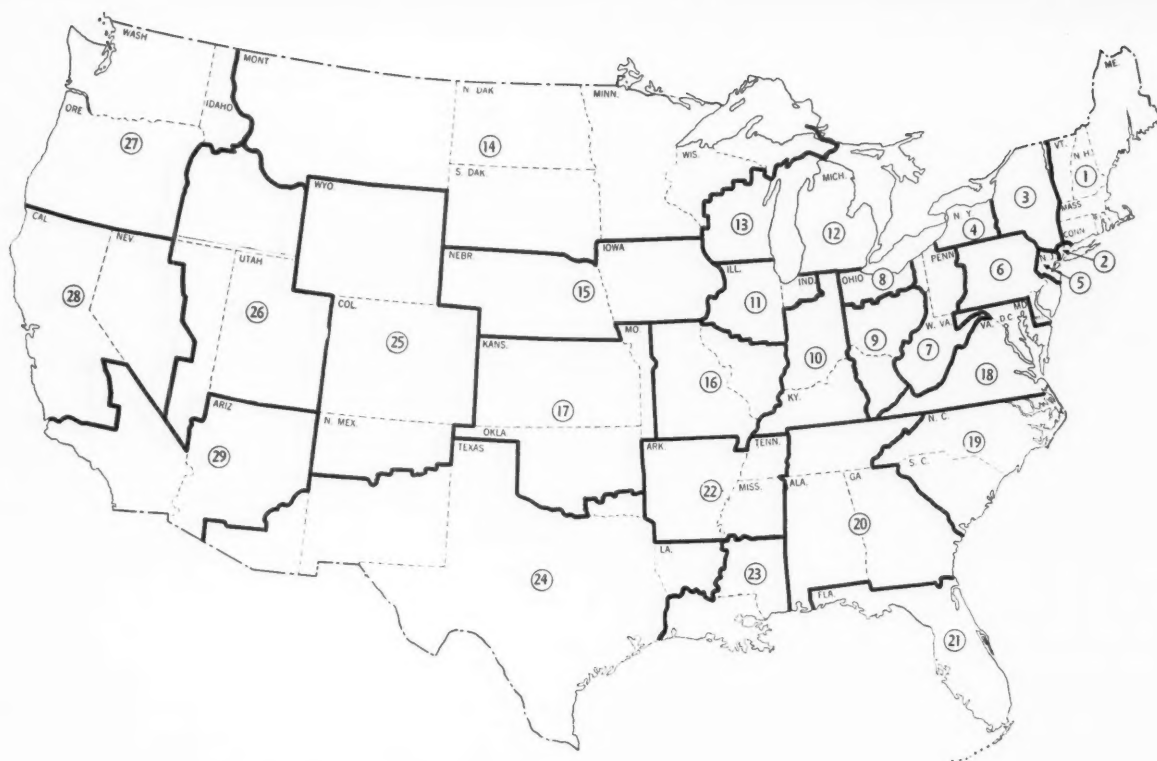 WASH
MONT.
N. DAK
MINN.
ME.
ORE
IDAHO
27
14
S. DAK
WIS.
VT.
N. H.
1
MICH.
3
MASS
WYO.
N. Y.
4
CONN
13
12
CAL
NEV.
IOWA
PENN
N. J.
2
NEBR.
ILL.
IND.
OHIO
8
6
5
UTAH
28
15
11
MD.
26
COL.
W. VA.
VA.
D C
MO.
9
7
25
KANS.
10
18
16
17
KY.
ARIZ
N. MEX.
OKLA.
N. C.
TEXAS
ARK.
TENN.
19
29
S. C.
22
MISS.
ALA.
GA
20
LA.
23
24
FLA.
21